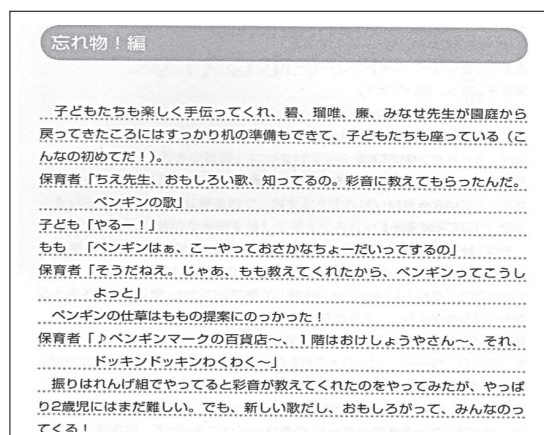 忘れ物！編
子どもたちも楽しく手伝ってくれ、碧、瑠唯、廉、みなせ先生が園庭から
戻ってきたころにはすっかり机の準備もできて、子どもたちも座っている（こ
んなの初めてだ！）。
保育者「ちえ先生、おもしろい歌、知ってるの。彩音に教えてもらったんだ。
ペンギンの歌」
子ども「やるー！」
もも　「ペンギンはぁ、こーやっておさかなちょーだいってするの」
保育者「そうだねえ。じゃあ、もも教えてくれたから、ペンギンってこうし
よっと」
ペンギンの仕草はももの提案にのっかった！
保育者「♪ペンギンマークの百貨店〜、１階はおけしょうやさん〜、それ、
ドッキンドッキンわくわく〜」
振りはれんげ組でやってると彩音が教えてくれたのをやってみたが、やっぱ
り2歳児にはまだ難しい。でも、新しい歌だし、おもしろがって、みんなのっ
てくる！